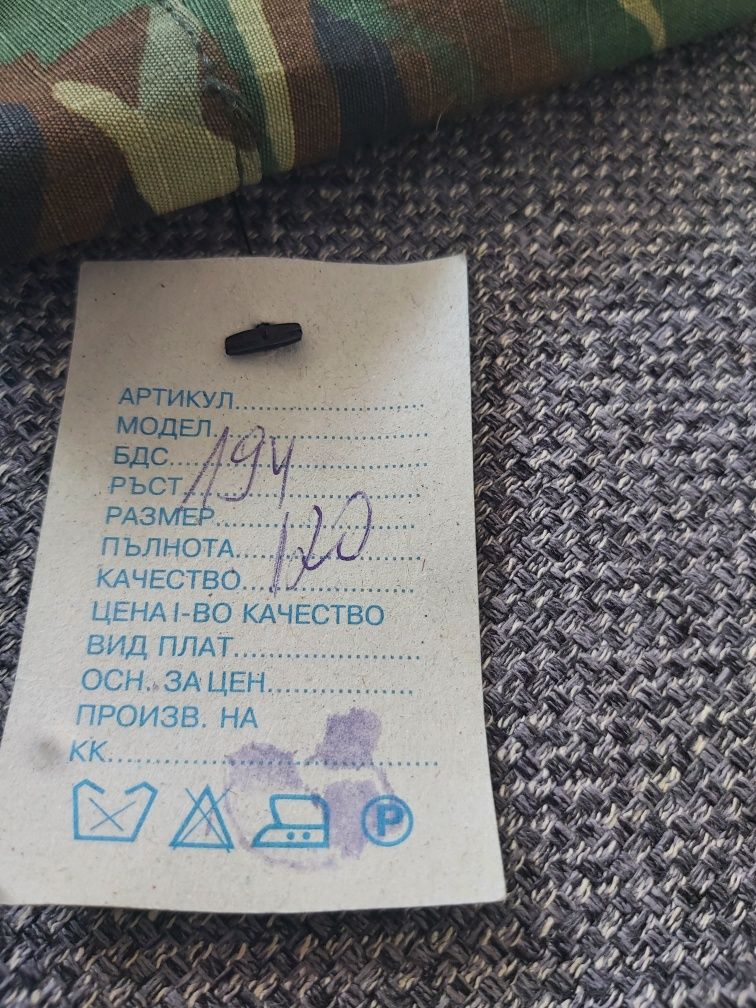 АРТИКУЛ..............................
МОДЕЛ..............................
БДС..............................
РЪСТ 194
РАЗМЕР..............................
ПЪЛНОТА 120
КАЧЕСТВО..............................
ЦЕНА I-ВО КАЧЕСТВО
ВИД ПЛАТ..............................
ОСН. ЗА ЦЕН..............................
ПРОИЗВ. НА
КК..............................
P